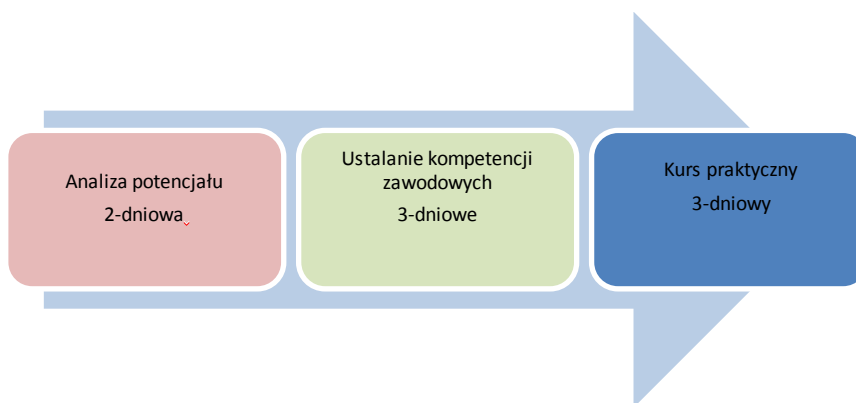 Analiza potencjału
2-dniowa
Ustalanie kompetencji
zawodowych
3-dniowe
Kurs praktyczny
3-dniowy